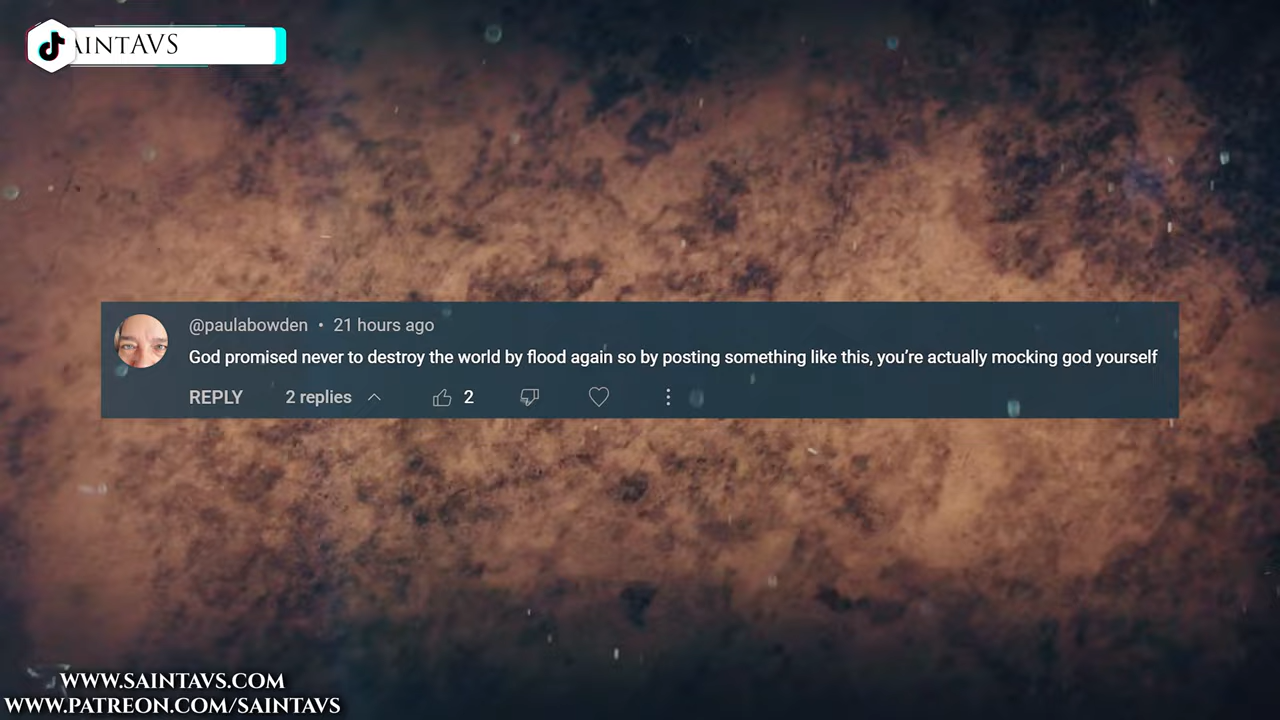 SAINTAVS
@paulabowden • 21 hours ago
God promised never to destroy the world by flood again so by posting something like this, you’re actually mocking god yourself
REPLY 2 replies 2
WWW.SAINTAVS.COM
WWW.PATREON.COM/SAINTAVS